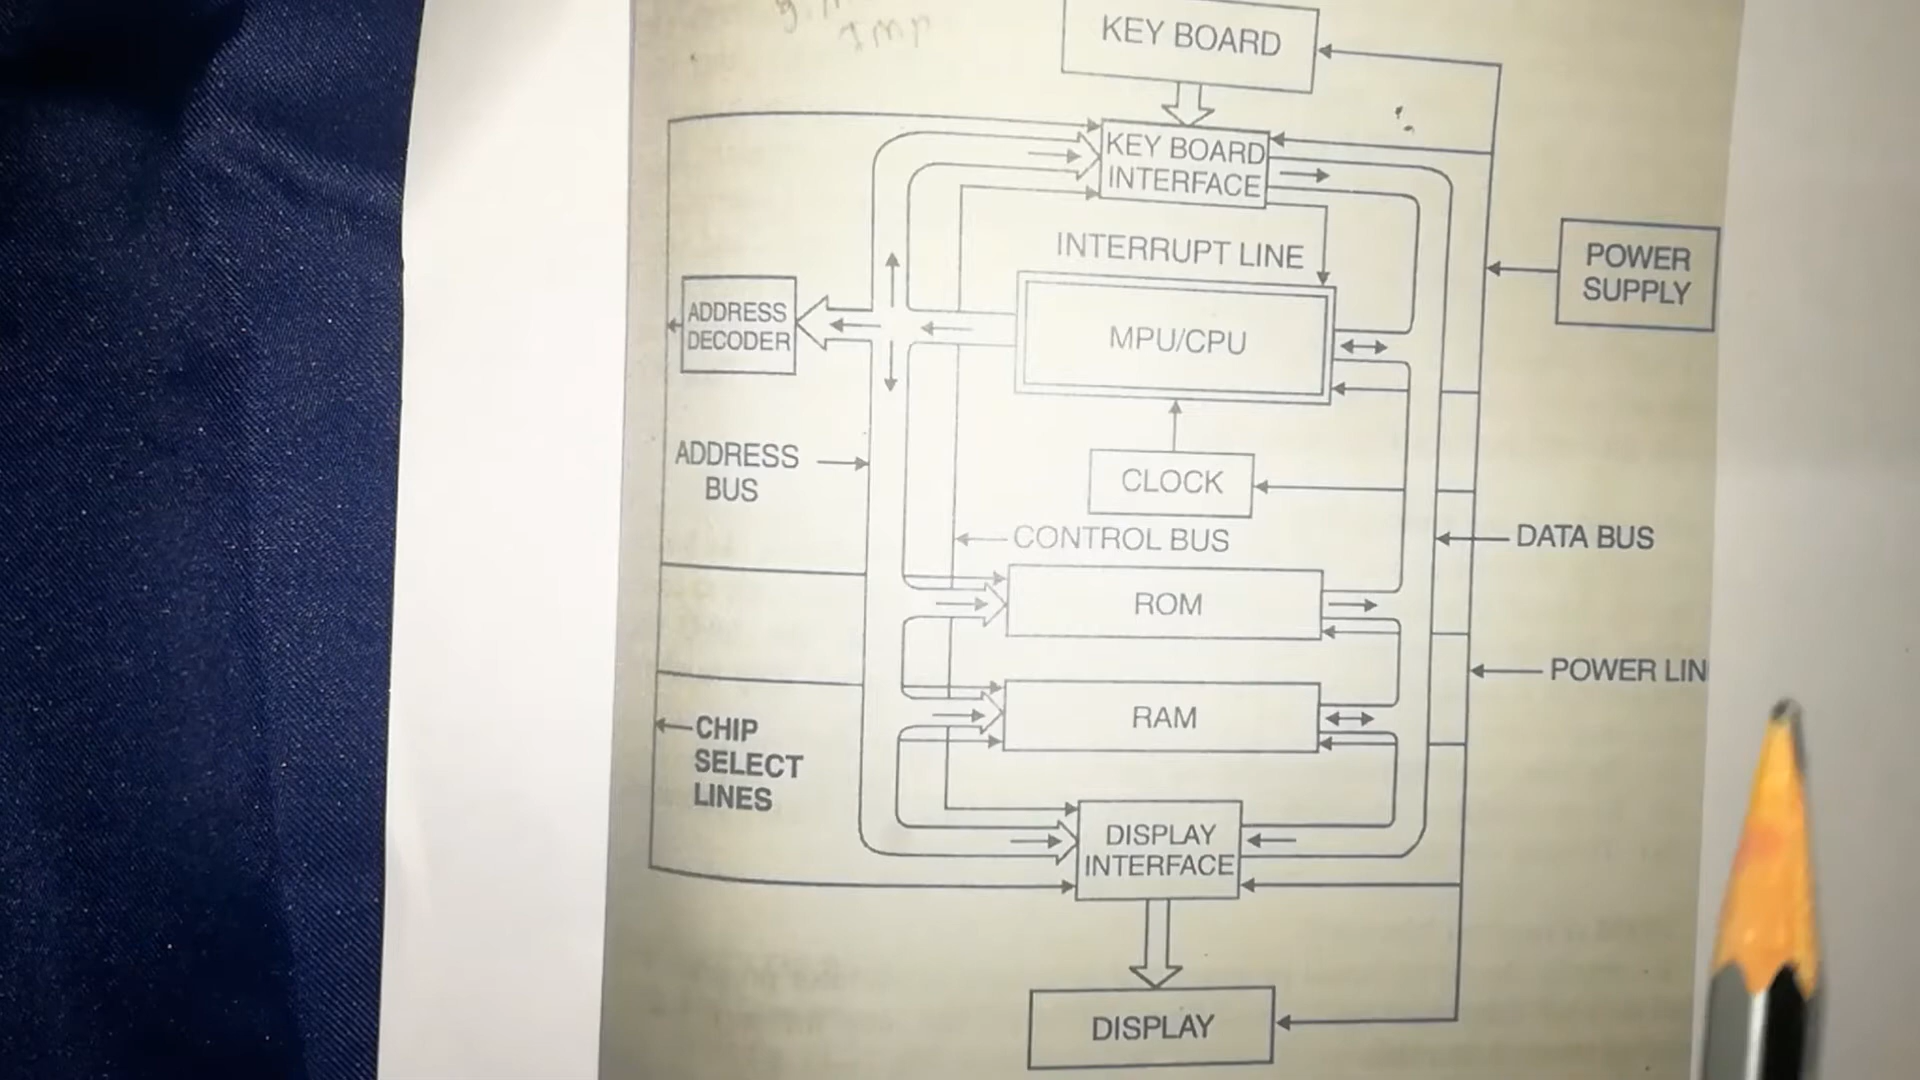 Imp
KEY BOARD
KEY BOARD
INTERFACE
INTERRUPT LINE
POWER
SUPPLY
ADDRESS
DECODER
MPU/CPU
ADDRESS
BUS
CLOCK
CONTROL BUS
DATA BUS
ROM
POWER LIN
RAM
CHIP
SELECT
LINES
DISPLAY
INTERFACE
DISPLAY